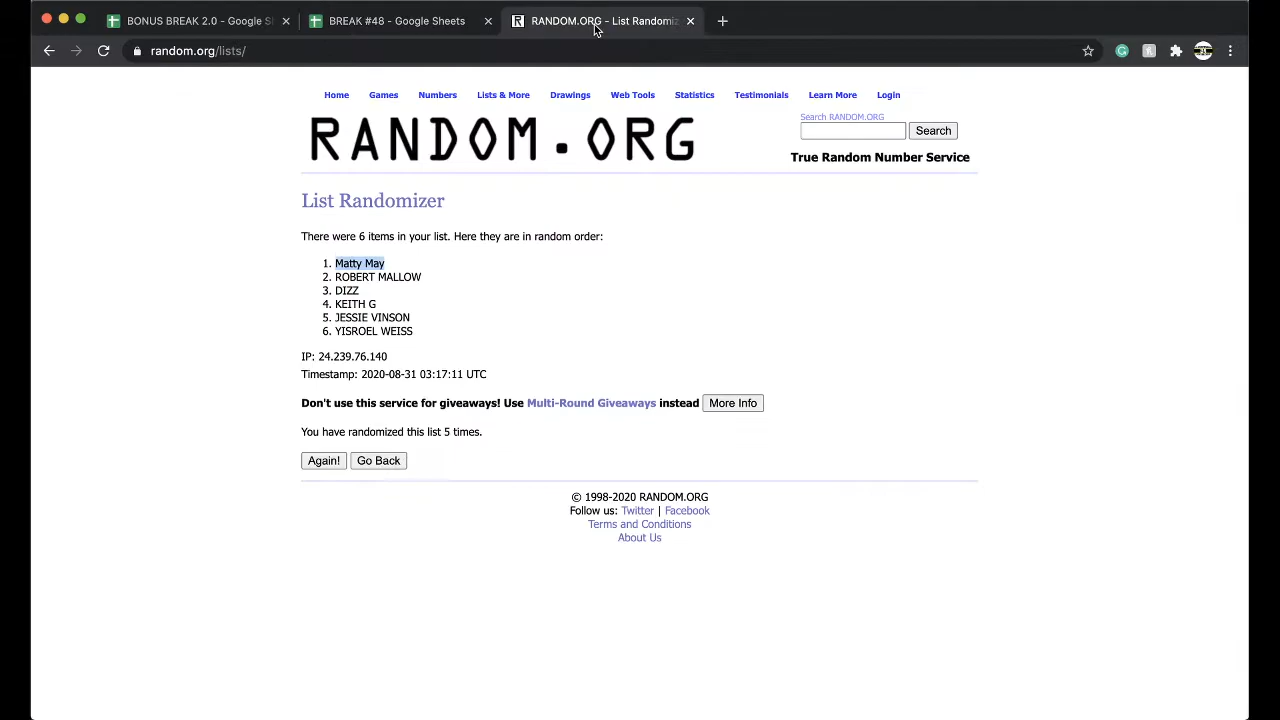 BONUS BREAK 2.0 - Google S
BREAK #48 - Google Sheets
RANDOM.ORG - List Randomiz
random.org/lists/
Home Games Numbers Lists & More Drawings Web Tools Statistics Testimonials Learn More Login
RANDOM.ORG
Search RANDOM.ORG
Search
True Random Number Service
List Randomizer
There were 6 items in your list. Here they are in random order:
1. Matty May
2. ROBERT MALLOW
3. DIZZ
4. KEITH G
5. JESSIE VINSON
6. YISROEL WEISS
IP: 24.239.76.140
Timestamp: 2020-08-31 03:17:11 UTC
Don't use this service for giveaways! Use Multi-Round Giveaways instead More Info
You have randomized this list 5 times.
Again! Go Back
© 1998-2020 RANDOM.ORG
Follow us: Twitter | Facebook
Terms and Conditions
About Us